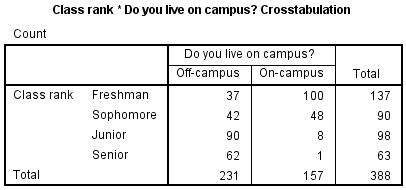 Class rank * Do you live on campus? Crosstabulation
Count
Do you live on campus?
Off-campus On-campus Total
Class rank Freshman 37 100 137
Sophomore 42 48 90
Junior 90 8 98
Senior 62 1 63
Total 231 157 388